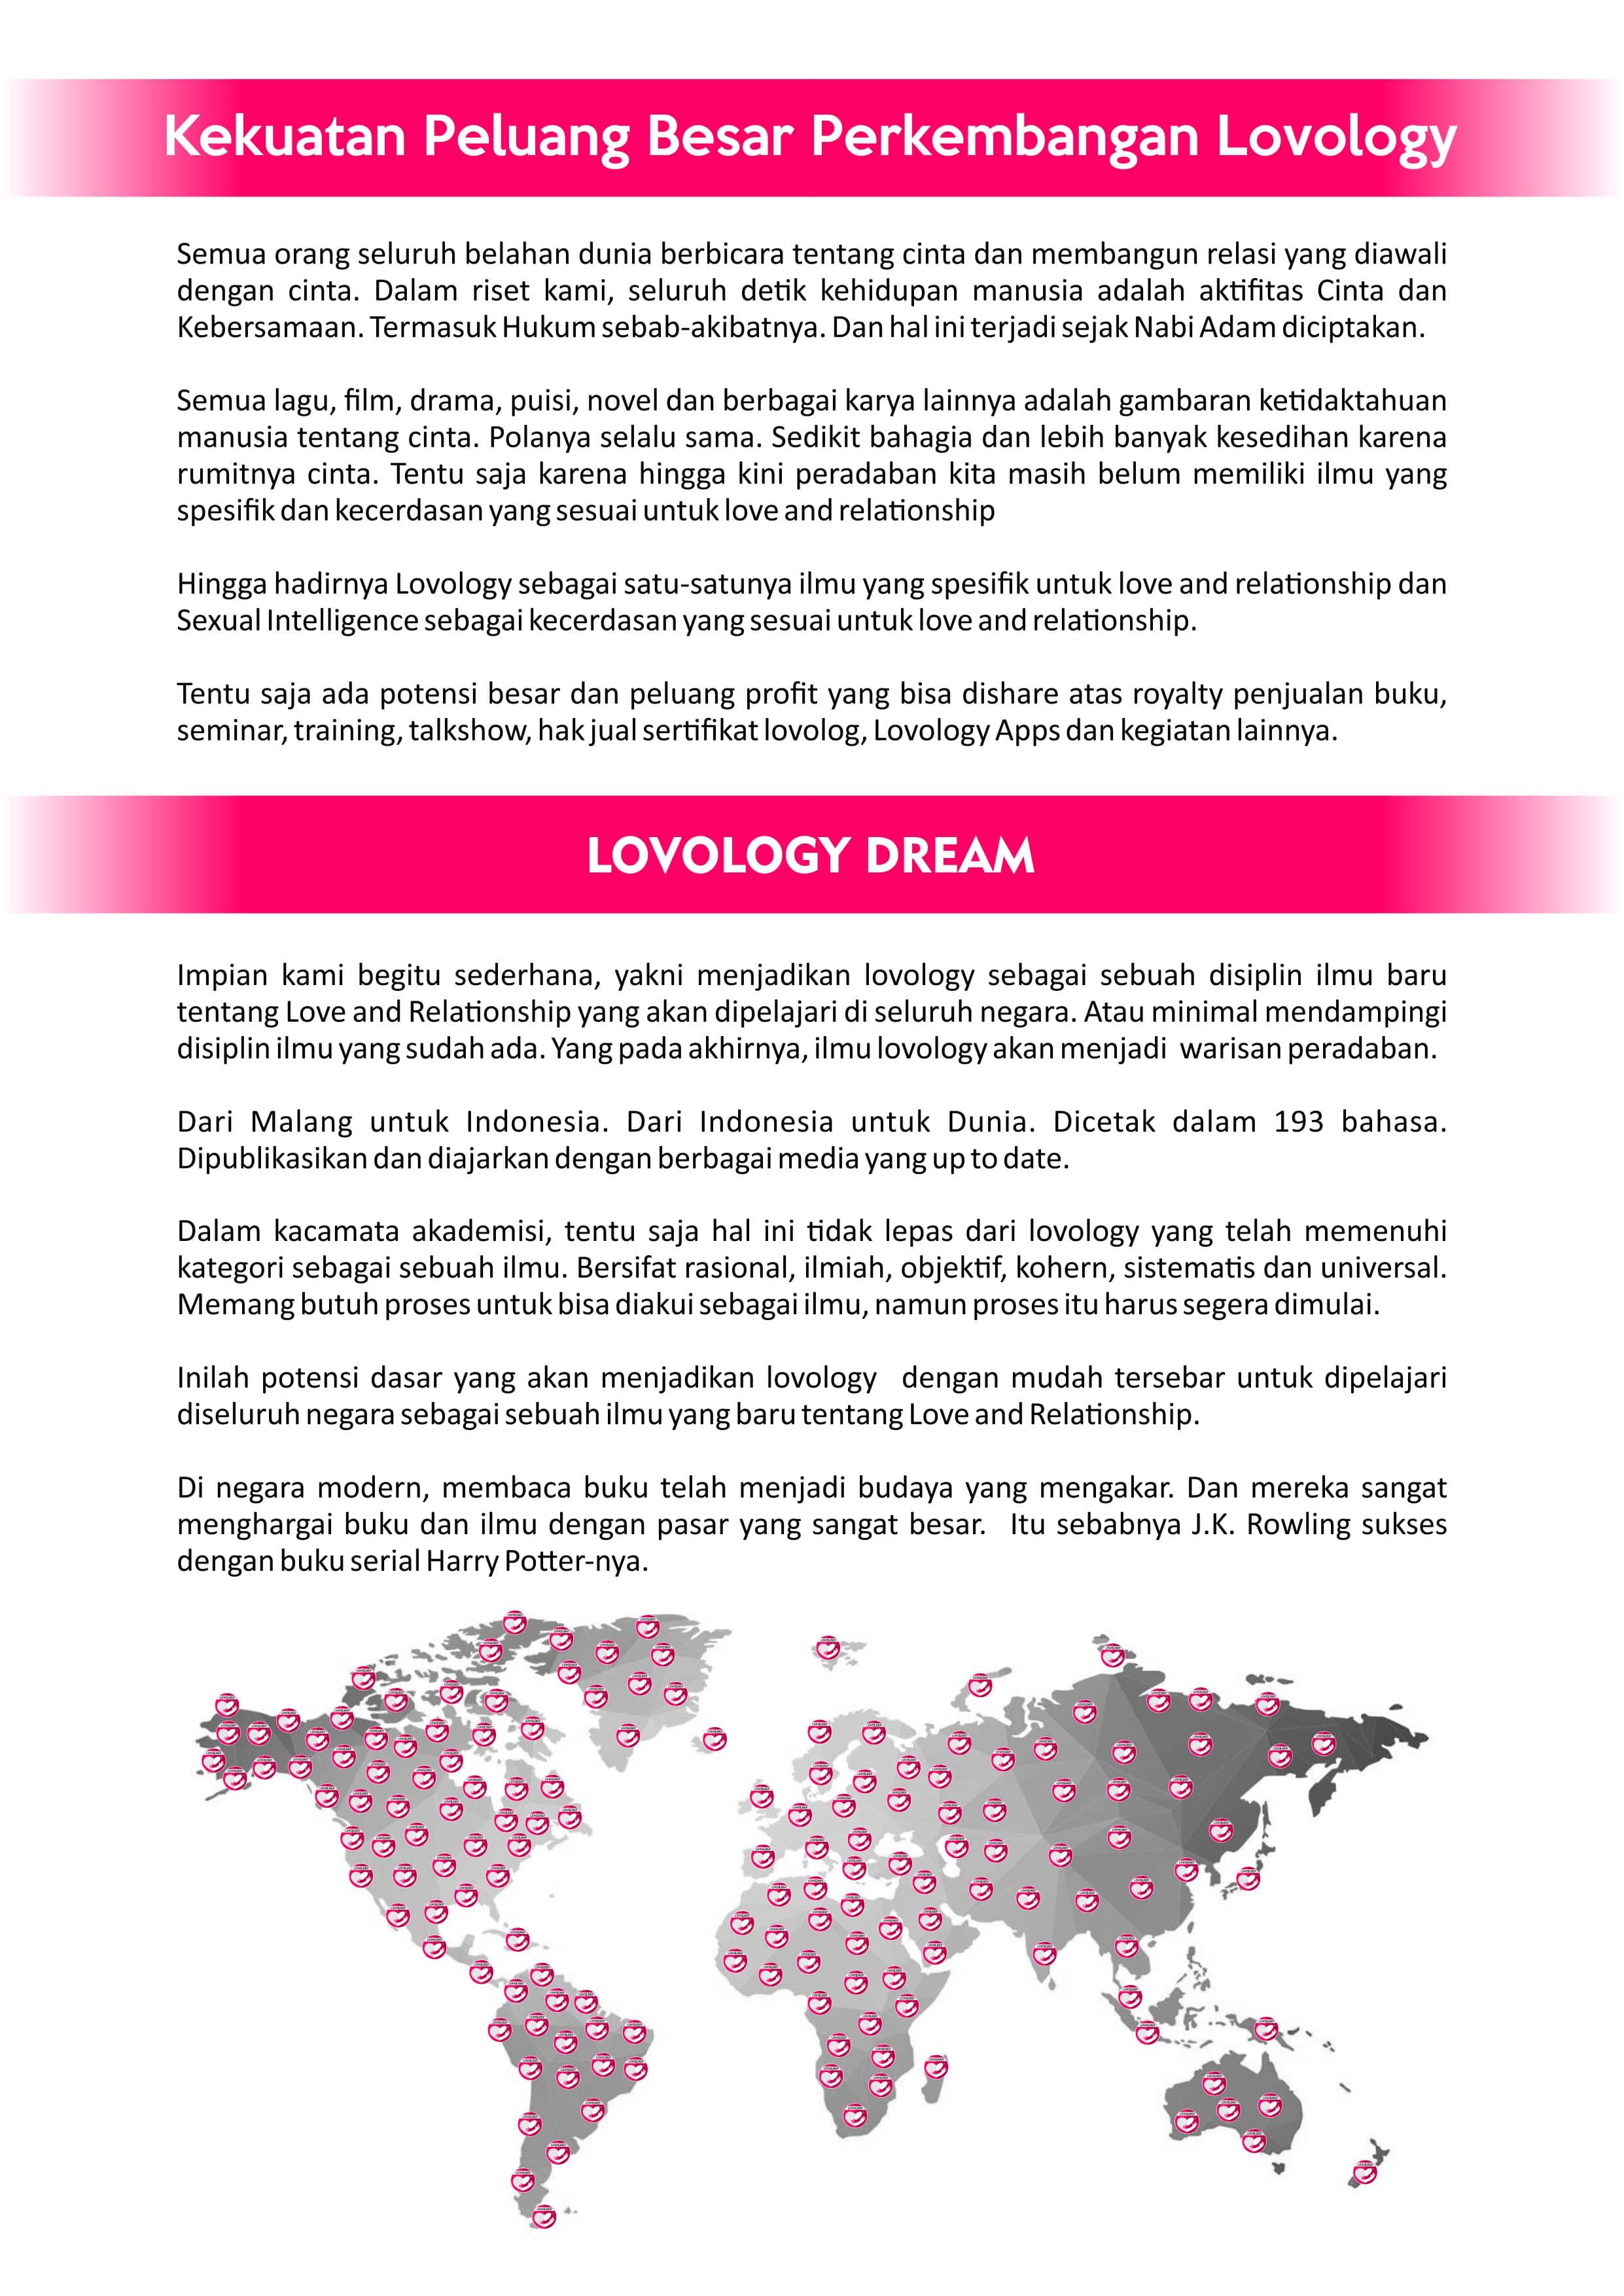 Kekuatan Peluang Besar Perkembangan Lovology
Semua orang seluruh belahan dunia berbicara tentang cinta dan membangun relasi yang diawali
dengan cinta. Dalam riset kami, seluruh detik kehidupan manusia adalah aktifitas Cinta dan
Kebersamaan. Termasuk Hukum sebab-akibatnya. Dan hal ini terjadi sejak Nabi Adam diciptakan.
Semua lagu, film, drama, puisi, novel dan berbagai karya lainnya adalah gambaran ketidaktahuan
manusia tentang cinta. Polanya selalu sama. Sedikit bahagia dan lebih banyak kesedihan karena
rumitnya cinta. Tentu saja karena hingga kini peradaban kita masih belum memiliki ilmu yang
spesifik dan kecerdasan yang sesuai untuk love and relationship
Hingga hadirnya Lovology sebagai satu-satunya ilmu yang spesifik untuk love and relationship dan
Sexual Intelligence sebagai kecerdasan yang sesuai untuk love and relationship.
Tentu saja ada potensi besar dan peluang profit yang bisa dishare atas royalty penjualan buku,
seminar, training, talkshow, hak jual sertifikat lovolog, Lovology Apps dan kegiatan lainnya.
LOVOLOGY DREAM
Impian kami begitu sederhana, yakni menjadikan lovology sebagai sebuah disiplin ilmu baru
tentang Love and Relationship yang akan dipelajari di seluruh negara. Atau minimal mendampingi
disiplin ilmu yang sudah ada. Yang pada akhirnya, ilmu lovology akan menjadi warisan peradaban.
Dari Malang untuk Indonesia. Dari Indonesia untuk Dunia. Dicetak dalam 193 bahasa.
Dipublikasikan dan diajarkan dengan berbagai media yang up to date.
Dalam kacamata akademisi, tentu saja hal ini tidak lepas dari lovology yang telah memenuhi
kategori sebagai sebuah ilmu. Bersifat rasional, ilmiah, objektif, kohern, sistematis dan universal.
Memang butuh proses untuk bisa diakui sebagai ilmu, namun proses itu harus segera dimulai.
Inilah potensi dasar yang akan menjadikan lovology dengan mudah tersebar untuk dipelajari
diseluruh negara sebagai sebuah ilmu yang baru tentang Love and Relationship.
Di negara modern, membaca buku telah menjadi budaya yang mengakar. Dan mereka sangat
menghargai buku dan ilmu dengan pasar yang sangat besar. Itu sebabnya J.K. Rowling sukses
dengan buku serial Harry Potter-nya.